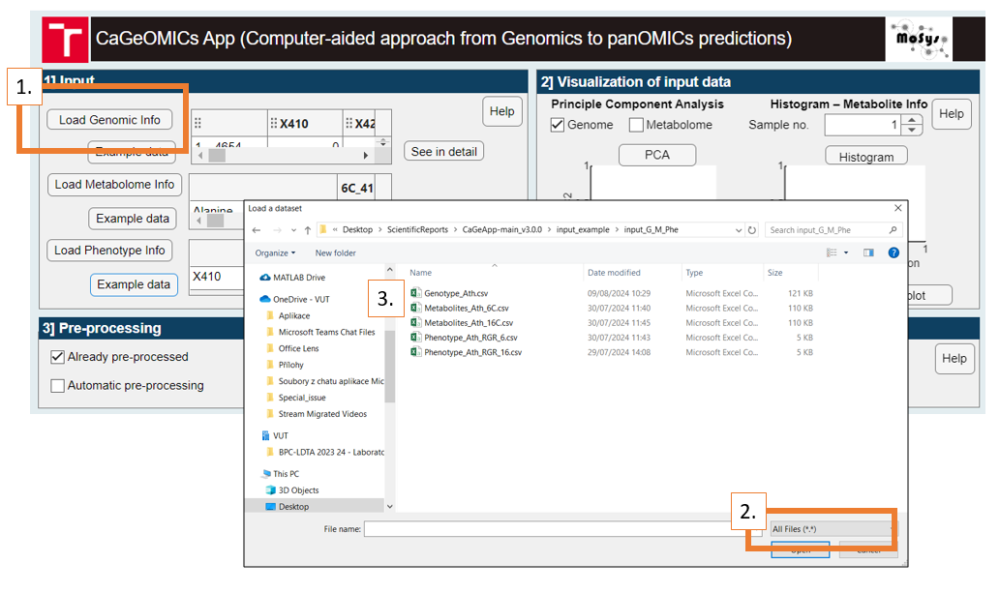 CaGeOMICs App (Computer-aided approach from Genomics to panOMICs predictions)
MoSys
1.
1] Input
Load Genomic Info
X410
X42
Help
1 4654 0
Example data
See in detail
Load Metabolome Info
6C_41
Example data
Alanine
Load Phenotype Info
X410
Example data
2] Visualization of input data
Principle Component Analysis
Histogram – Metabolite Info
Help
Genome
Metabolome
Sample no.
1
PCA
Histogram
1
1
1
on
plot
3] Pre-processing
Already pre-processed
Automatic pre-processing
Help
Load a dataset
« Desktop > ScientificReports > CaGeApp-main_v3.0.0 > input_example > input_G_M_Phe
Search input_G_M_Phe
Organize
New folder
MATLAB Drive
OneDrive - VUT
Aplikace
Microsoft Teams Chat Files
Office Lens
Přílohy
Soubory z chatu aplikace Mic
Special_issue
Stream Migrated Videos
VUT
BPC-LDTA 2023 24 - Laborato
This PC
3D Objects
Desktop
3.
Name Date modified Type Size
Genotype_Ath.csv 09/08/2024 10:29 Microsoft Excel Co... 121 KB
Metabolites_Ath_6C.csv 30/07/2024 11:40 Microsoft Excel Co... 110 KB
Metabolites_Ath_16C.csv 30/07/2024 11:45 Microsoft Excel Co... 110 KB
Phenotype_Ath_RGR_6.csv 30/07/2024 11:43 Microsoft Excel Co... 5 KB
Phenotype_Ath_RGR_16.csv 29/07/2024 14:08 Microsoft Excel Co... 5 KB
2.
File name:
All Files (*.*)
Open
Cancel